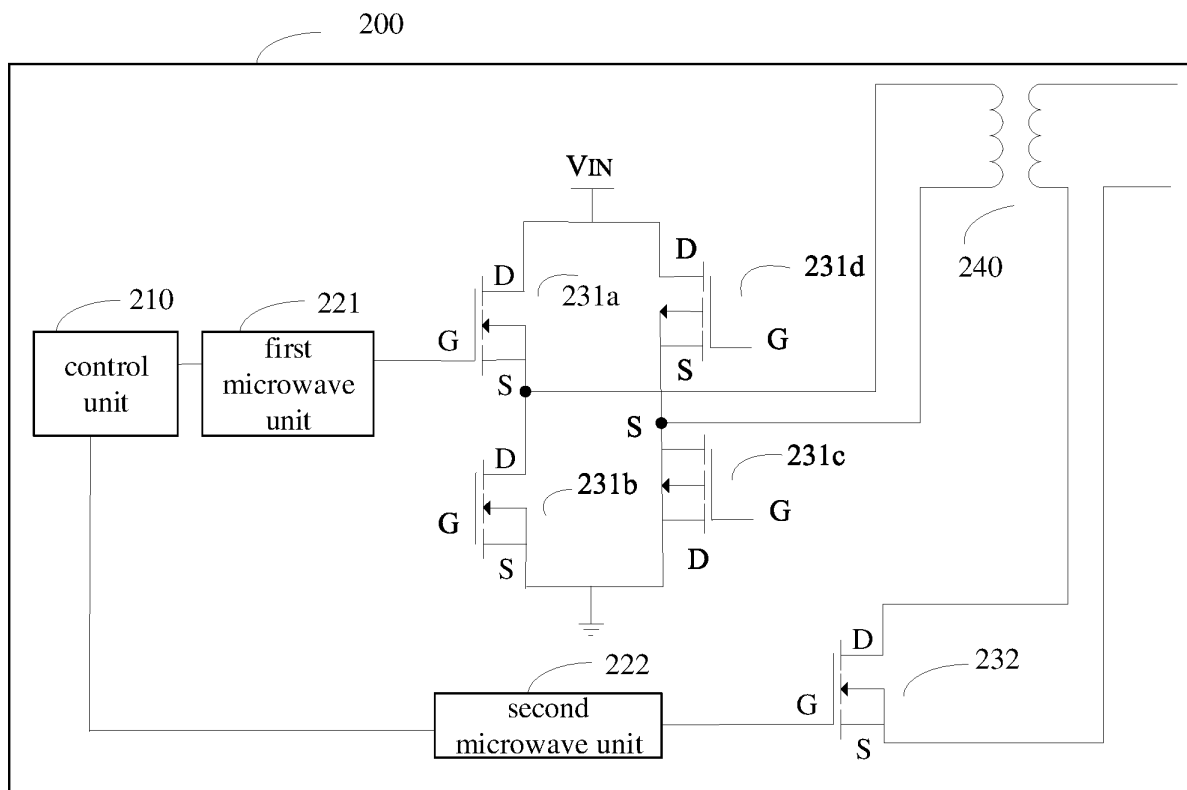 200
VIN
D
231a
D
231d
210
221
G
G
control
unit
first
microwave
unit
S
S
S
D
231b
231c
G
G
S
D
222
D
232
second
microwave unit
G
S
240